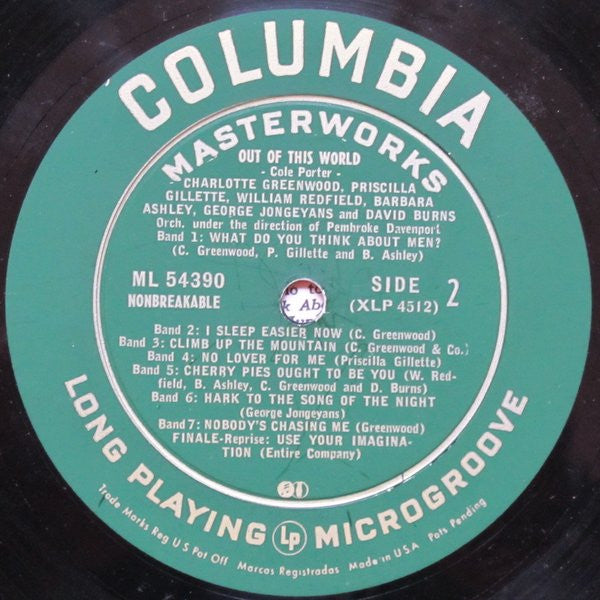 COLUMBIA
MASTERWORKS
OUT OF THIS WORLD
- Cole Porter -
CHARLOTTE GREENWOOD, PRISCILLA
GILLETTE, WILLIAM REDFIELD, BARBARA
ASHLEY, GEORGE JONGEYANS and DAVID BURNS
Orch. under the direction of Pembroke Davenport
Band 1: WHAT DO YOU THINK ABOUT MEN?
(C. Greenwood, P. Gillette and B. Ashley)
ML 54390
NONBREAKABLE
SIDE 2
(XLP 4512)
Band 2: I SLEEP EASIER NOW (C. Greenwood)
Band 3: CLIMB UP THE MOUNTAIN (C. Greenwood & Co.)
Band 4: NO LOVER FOR ME (Priscilla Gillette)
Band 5: CHERRY PIES OUGHT TO BE YOU (W. Red-
field, B. Ashley, C. Greenwood and D. Burns)
Band 6: HARK TO THE SONG OF THE NIGHT
(George Jongeyans)
Band 7: NOBODY'S CHASING ME (Greenwood)
FINALE-Reprise: USE YOUR IMAGINA-
TION (Entire Company)
LONG PLAYING Lp MICROGROOVE
Trade Marks Reg U S Pat Off Marcas Registradas Made in U S A Pats Pending